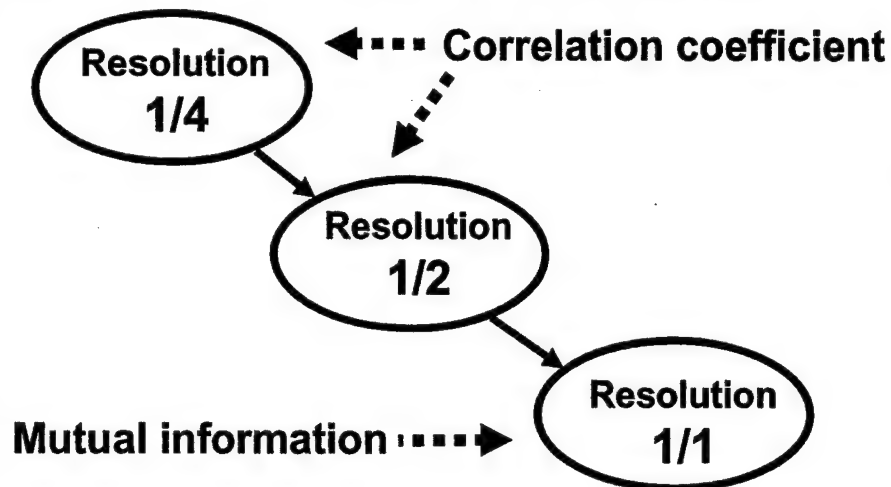 Correlation coefficient
Resolution
1/4
Resolution
1/2
Resolution
1/1
Mutual information